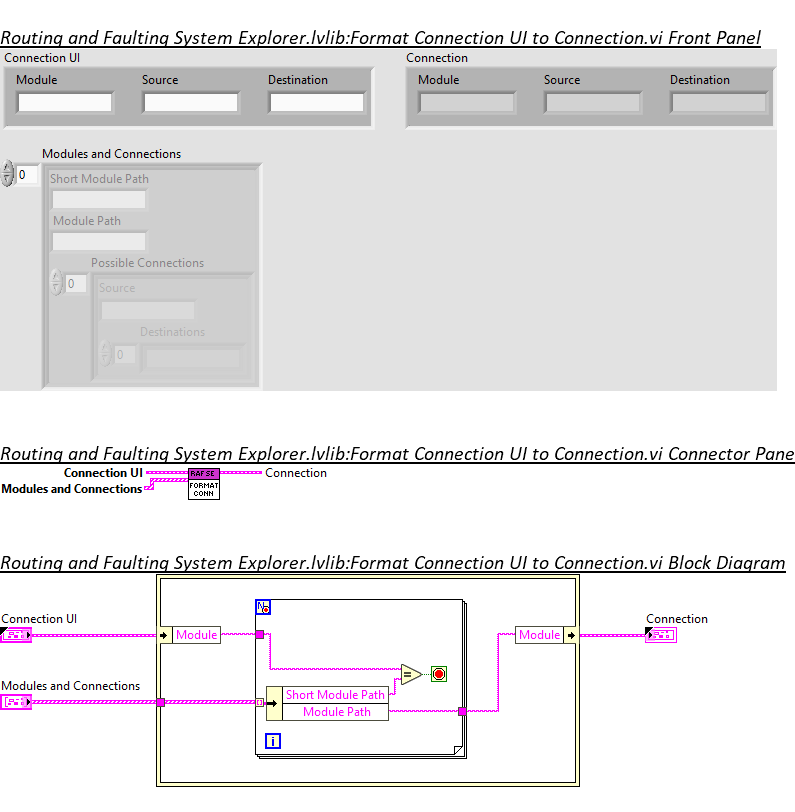 Routing and Faulting System Explorer.lvlib:Format Connection UI to Connection.vi Front Panel
Connection UI
Module Source Destination
Connection
Module Source Destination
Modules and Connections
0
Short Module Path
Module Path
Possible Connections
0
Source
Destinations
0
Routing and Faulting System Explorer.lvlib:Format Connection UI to Connection.vi Connector Pane
Connection UI
Modules and Connections
RAF:SE
FORMAT
CONN
Connection
Routing and Faulting System Explorer.lvlib:Format Connection UI to Connection.vi Block Diagram
Connection UI
Module
N
Module
Connection
=
Modules and Connections
Short Module Path
Module Path
i